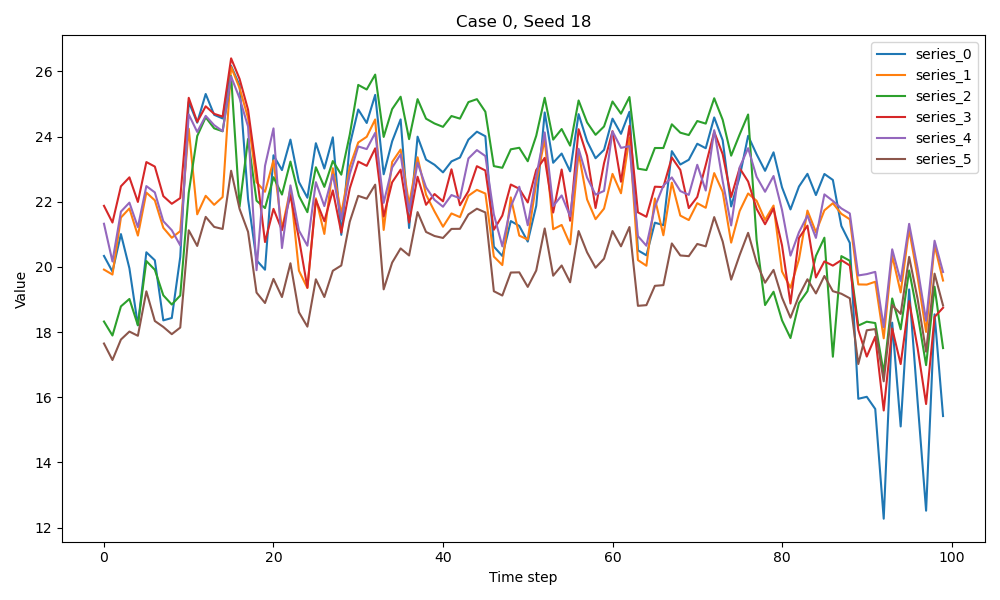 Case 0, Seed 18
Value
26
24
22
20
18
16
14
12
0
20
40
60
80
100
Time step
series_0
series_1
series_2
series_3
series_4
series_5